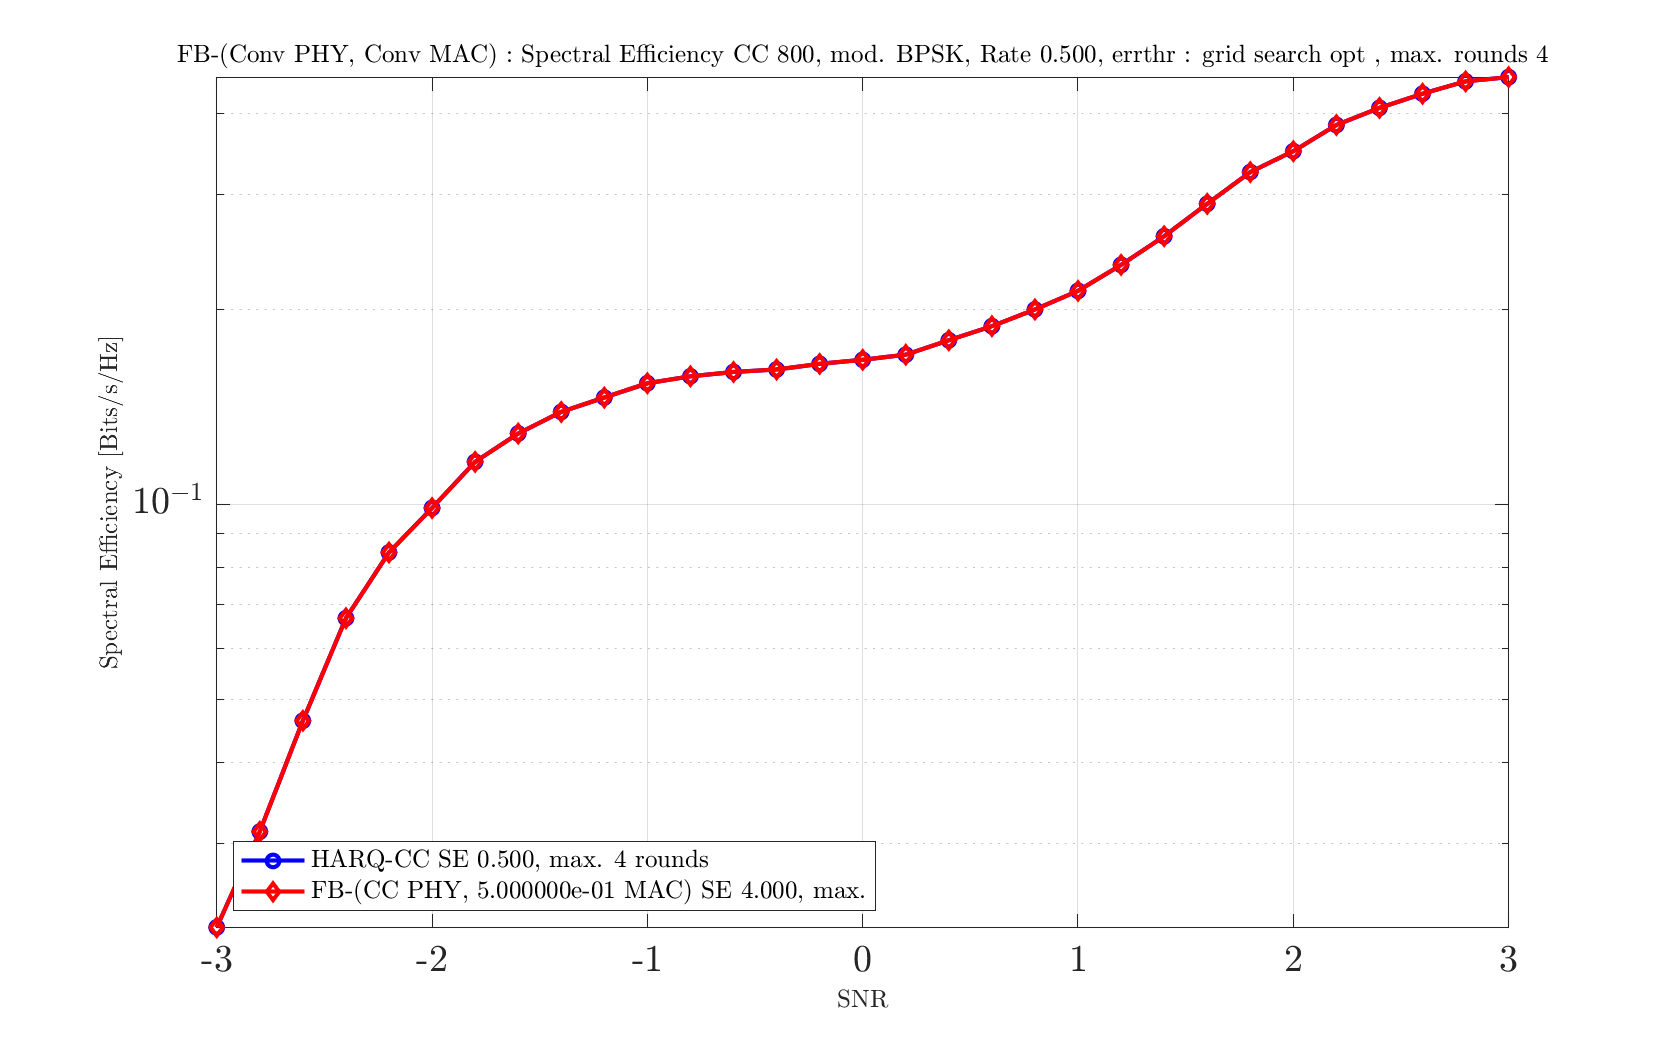 FB-(Conv PHY, Conv MAC) : Spectral Efficiency CC 800, mod. BPSK, Rate 0.500, errthr : grid search opt , max. rounds 4
Spectral Efficiency [Bits/s/Hz]
10^{-1}
HARQ-CC SE 0.500, max. 4 rounds
FB-(CC PHY, 5.000000e-01 MAC) SE 4.000, max.
-3 -2 -1 0 1 2 3
SNR